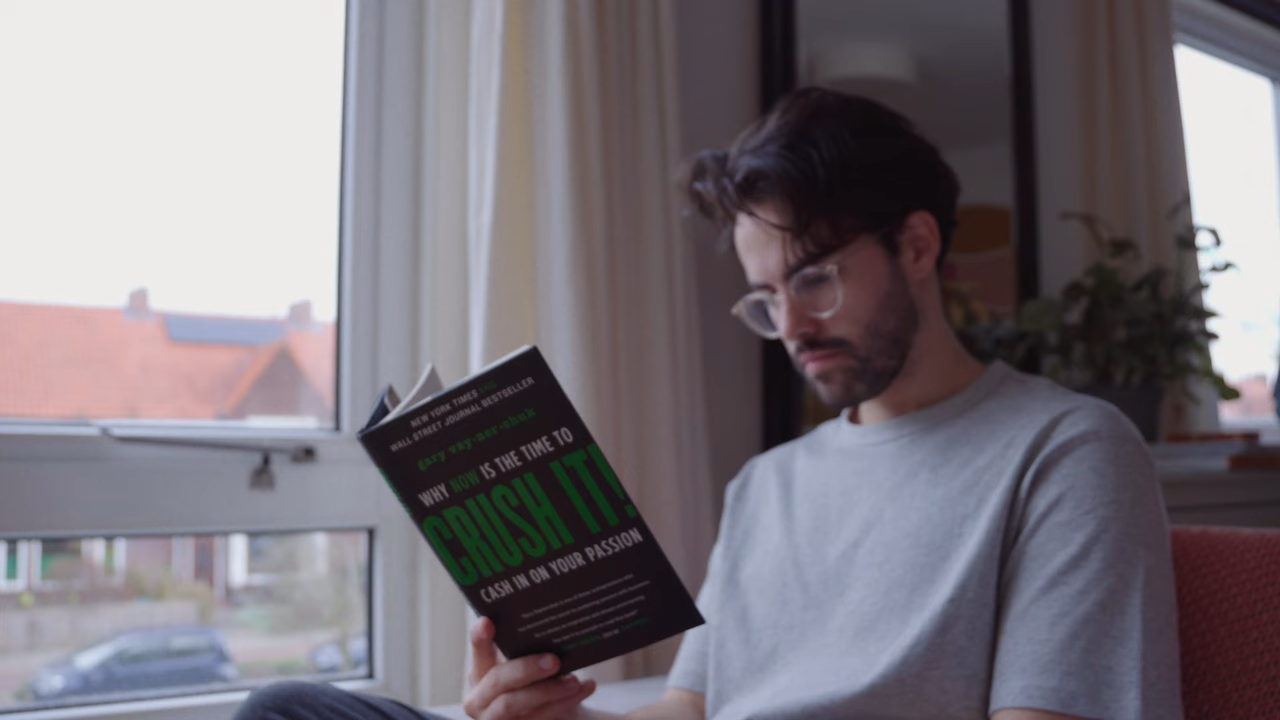 NEW YORK TIMES AND
WALL STREET JOURNAL BESTSELLER
gary vay·ner·chuk
WHY NOW IS THE TIME TO
CRUSH IT!
CASH IN ON YOUR PASSION